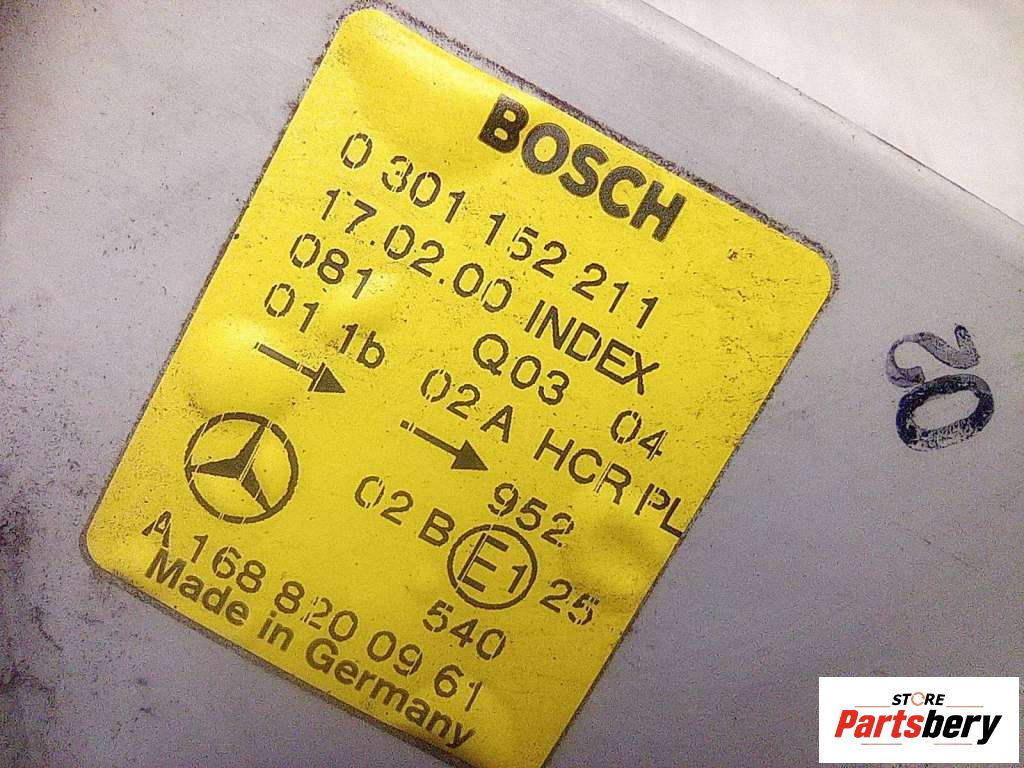 BOSCH
0 301 152 211
17.02.00 INDEX
081 Q03 04
01 1b 02 A HCR PL
952
02 B E1 25
540
A 168 820 09 61
Made in Germany
20
STORE
Partsbery